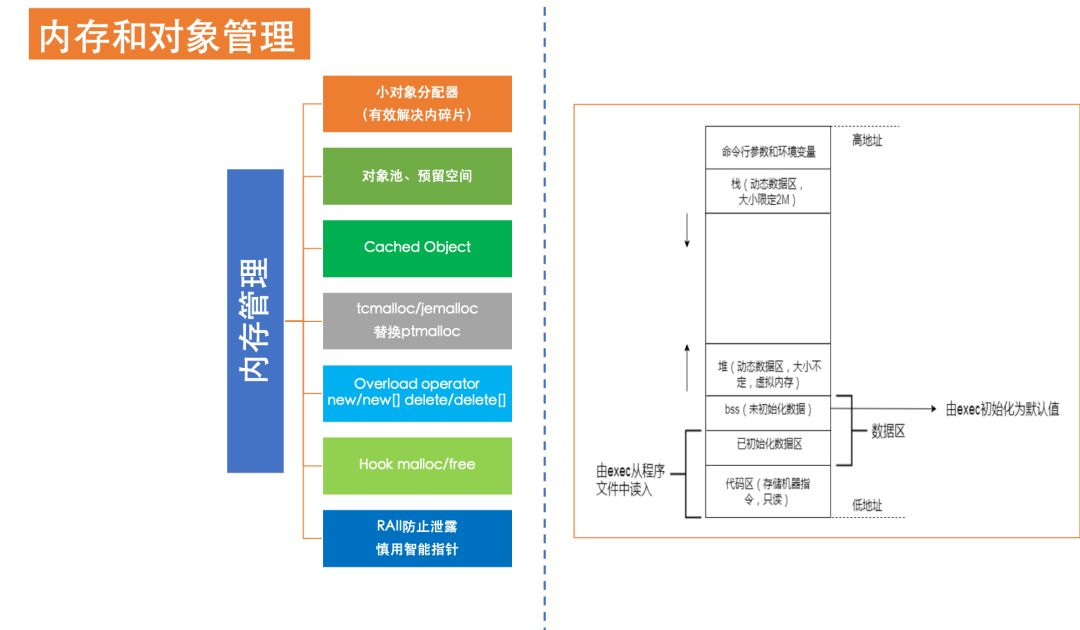 内存和对象管理
内存管理
小对象分配器
(有效解决内碎片)
对象池、预留空间
Cached Object
tcmalloc/jemalloc
替换ptmalloc
Overload operator
new/new[] delete/delete[]
Hook malloc/free
RAII防止泄露
慎用智能指针
高地址
命令行参数和环境变量
栈（动态数据区，
大小限定2M）
堆（动态数据区，大小不
定，虚拟内存）
bss（未初始化数据）
由exec初始化为默认值
数据区
已初始化数据区
由exec从程序
文件中读入
代码区（存储机器指
令，只读）
低地址